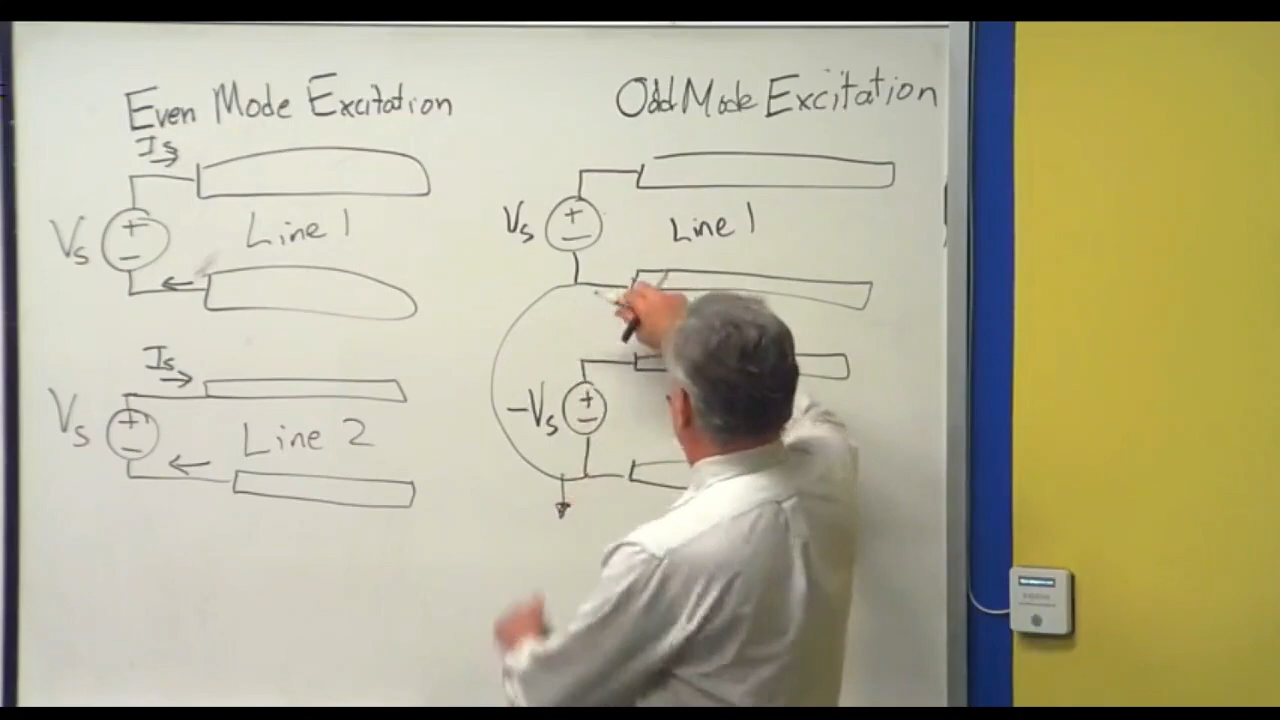 Even Mode Excitation
Is
+
Vs
−
Line 1
Is
+
Vs
−
Line 2
Odd Mode Excitation
+
Vs
−
Line 1
+
−Vs
−